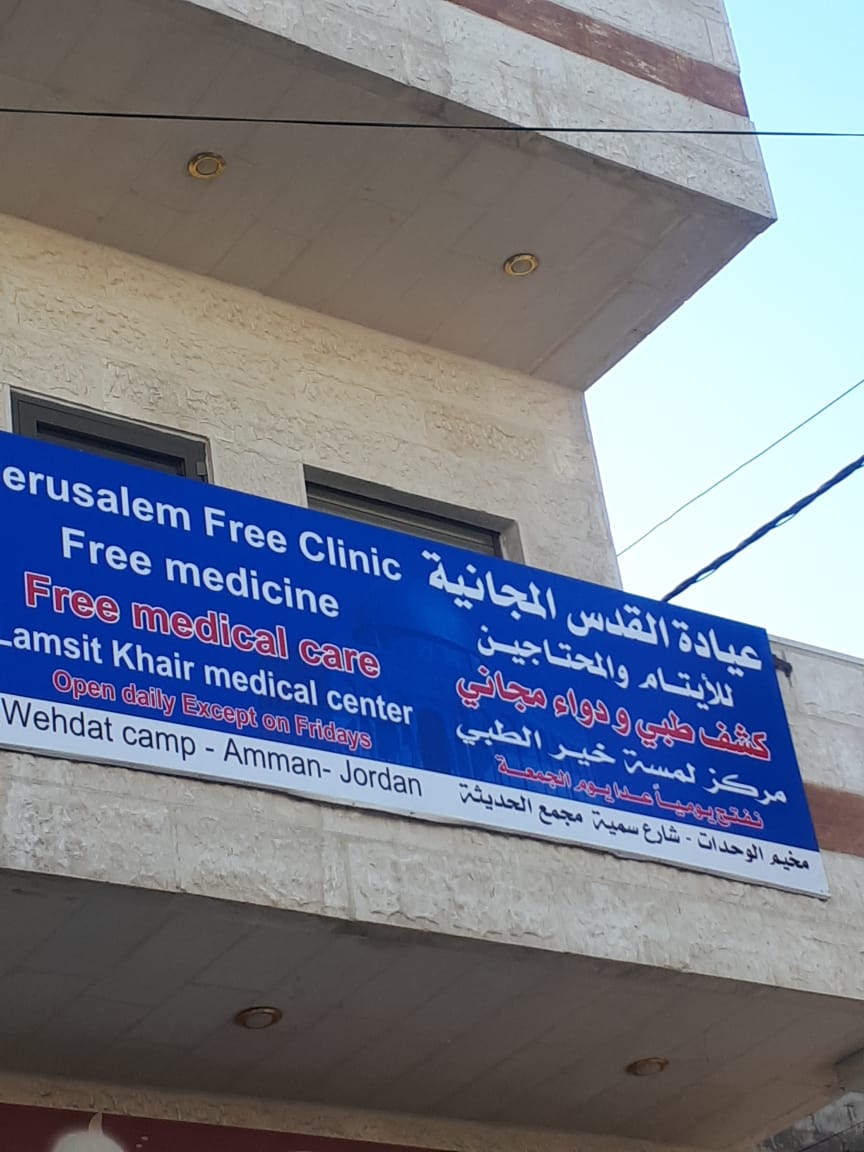 erusalem Free Clinic
Free medicine
Free medical care
Lamsit Khair medical center
Open daily Except on Fridays
Wehdat camp - Amman- Jordan
عيادة القدس المجانية
للأيتام والمحتاجين
كشف طبي و دواء مجاني
مركز لمسة خير الطبي
نفتح يومياً عدا يوم الجمعة
مخيم الوحدات - شارع سمية مجمع الحديثة